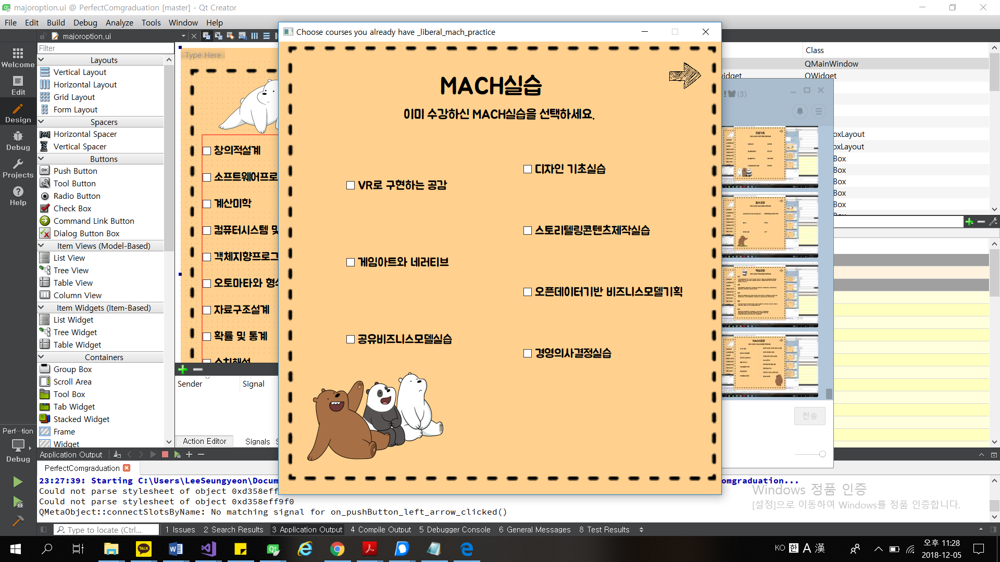 majoroption.ui @ PerfectComgraduation [master] - Qt Creator
File Edit Build Debug Analyze Tools Window Help
majoroption.ui
Filter
Welcome
Edit
Design
Debug
Projects
Help
Layouts
Vertical Layout
Horizontal Layout
Grid Layout
Form Layout
Spacers
Horizontal Spacer
Vertical Spacer
Buttons
Push Button
Tool Button
Radio Button
Check Box
Command Link Button
Dialog Button Box
Item Views (Model-Based)
List View
Tree View
Table View
Column View
Item Widgets (Item-Based)
List Widget
Tree Widget
Table Widget
Containers
Group Box
Scroll Area
Tool Box
Tab Widget
Stacked Widget
Frame
Widget
Type Here
창의적설계
소프트웨어프로
계산미학
컴퓨터시스템 및
객체지향프로그
오토마타와 형식
자료구조설계
확률 및 통계
수치해석
Sender Signal
Action Editor Signals S
Choose courses you already have _liberal_mach_practice
MACH실습
이미 수강하신 MACH실습을 선택하세요.
디자인 기초실습
VR로 구현하는 공감
스토리텔링콘텐츠제작실습
게임아트와 네러티브
오픈데이터기반 비즈니스모델기획
공유비즈니스모델실습
경영의사결정실습
Class
QMainWindow
widget QWidget
(3)
oxLayout
oxLayout
Box
Box
Box
Box
Box
전송
Perf···tion
Debug
Application Output
PerfectComgraduation
23:27:39: Starting C:\Users\LeeSeungyeon\Docum
omgraduation...
Could not parse stylesheet of object 0xd358eff
Could not parse stylesheet of object 0xd358eff9f0
QMetaObject::connectSlotsByName: No matching signal for on_pushButton_left_arrow_clicked()
Windows 정품 인증
[설정]으로 이동하여 Windows를 정품 인증합니다.
Type to locate (Ctrl...
1 Issues 2 Search Results 3 Application Output 4 Compile Output 5 Debugger Console 6 General Messages 8 Test Results
TALK
KO 한 A 漢
오후 11:28
2018-12-05